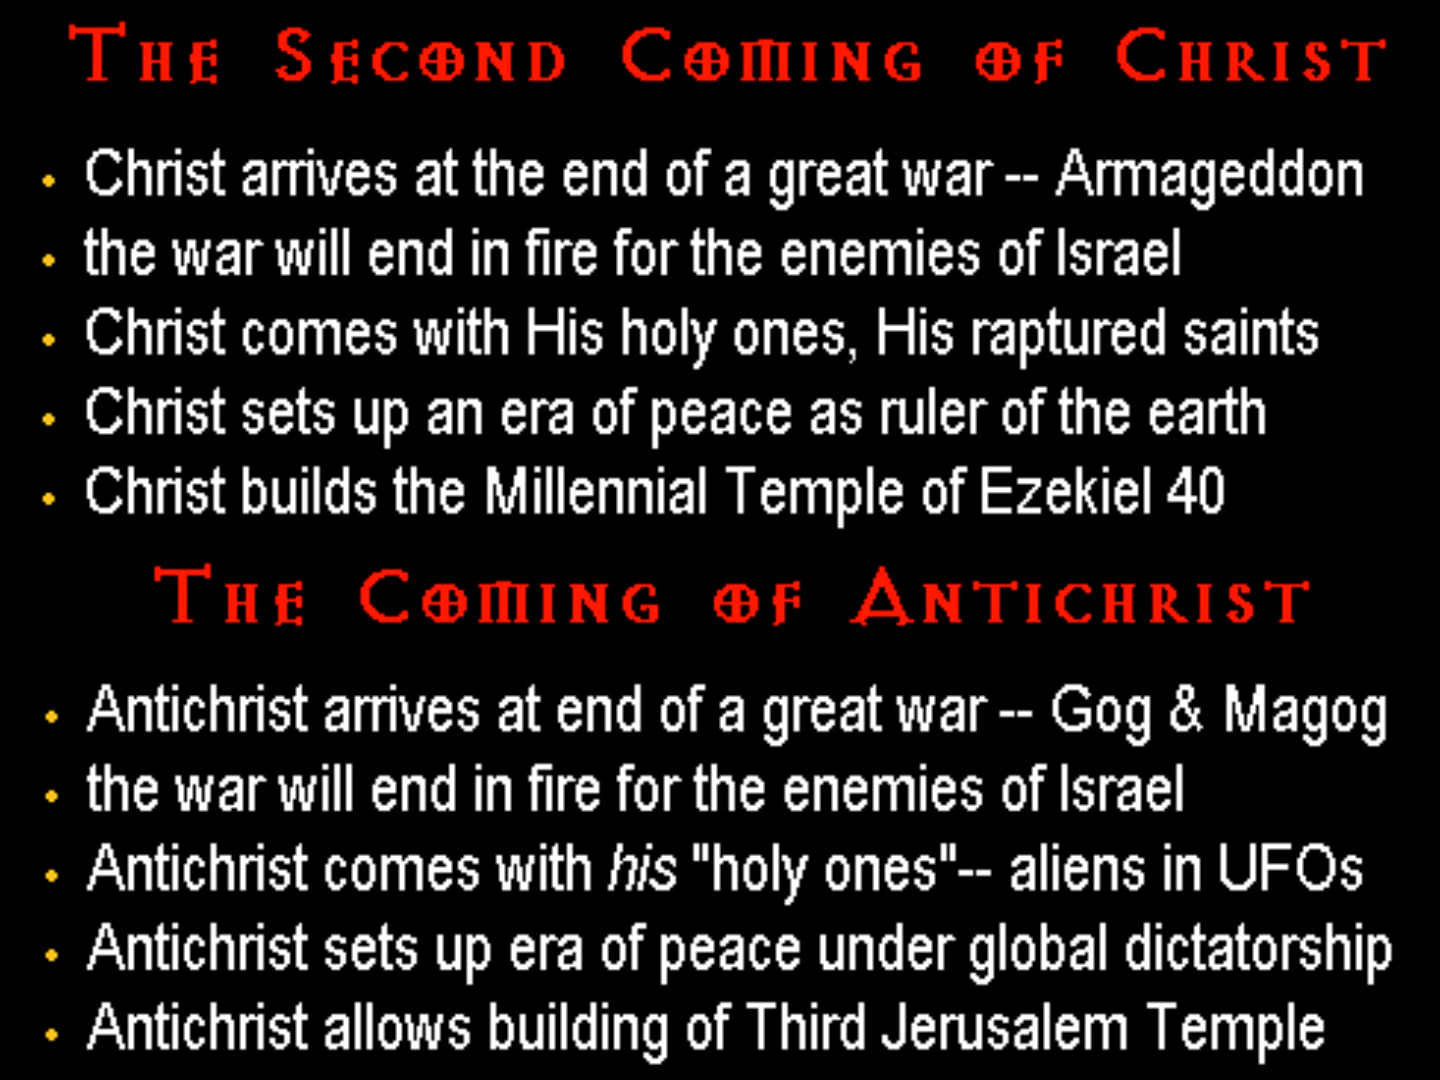 The Second Coming of Christ
• Christ arrives at the end of a great war -- Armageddon
• the war will end in fire for the enemies of Israel
• Christ comes with His holy ones, His raptured saints
• Christ sets up an era of peace as ruler of the earth
• Christ builds the Millennial Temple of Ezekiel 40
The Coming of Antichrist
• Antichrist arrives at end of a great war -- Gog & Magog
• the war will end in fire for the enemies of Israel
• Antichrist comes with his "holy ones"-- aliens in UFOs
• Antichrist sets up era of peace under global dictatorship
• Antichrist allows building of Third Jerusalem Temple